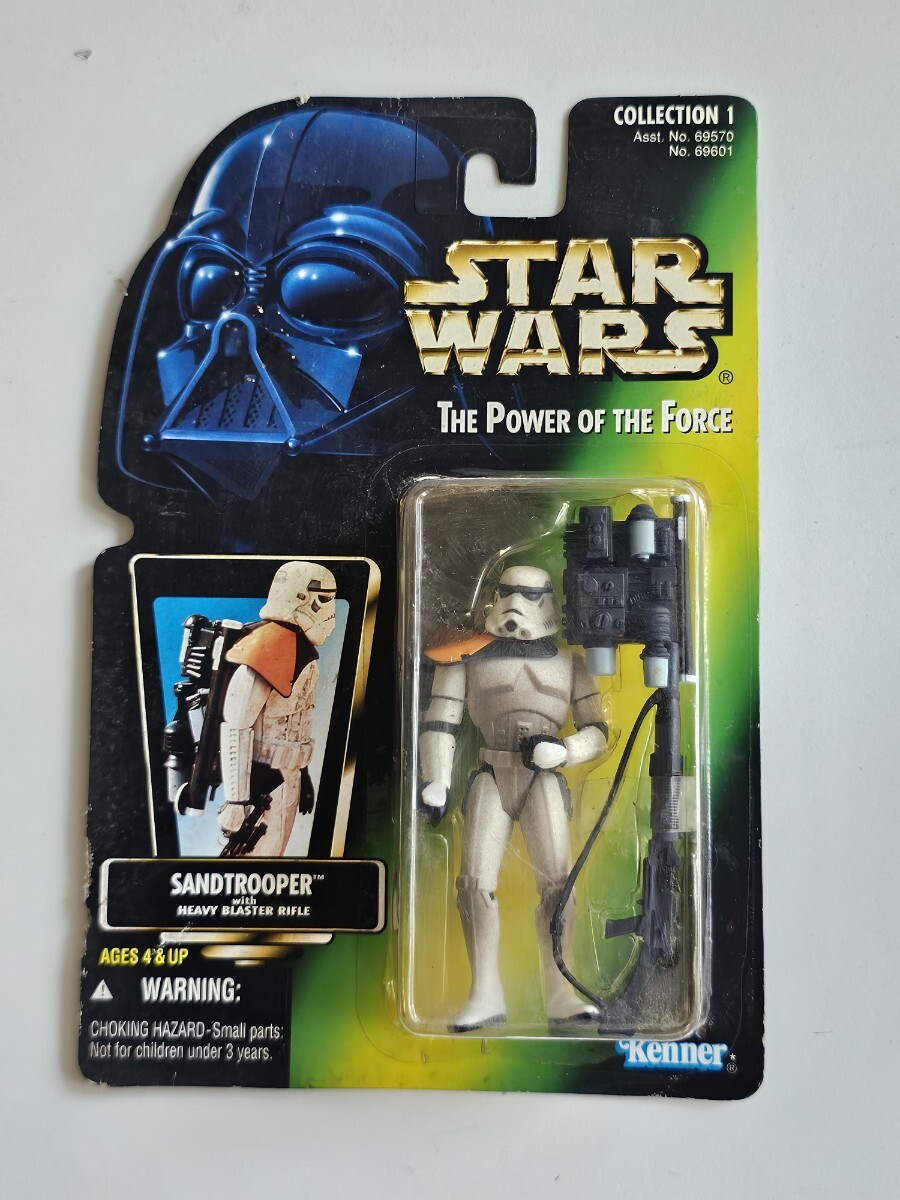 COLLECTION 1
Asst. No. 69570
No. 69601
STAR
WARS®
THE POWER OF THE FORCE
SANDTROOPER™
with
HEAVY BLASTER RIFLE
AGES 4 & UP
WARNING:
CHOKING HAZARD-Small parts.
Not for children under 3 years.
Kenner®